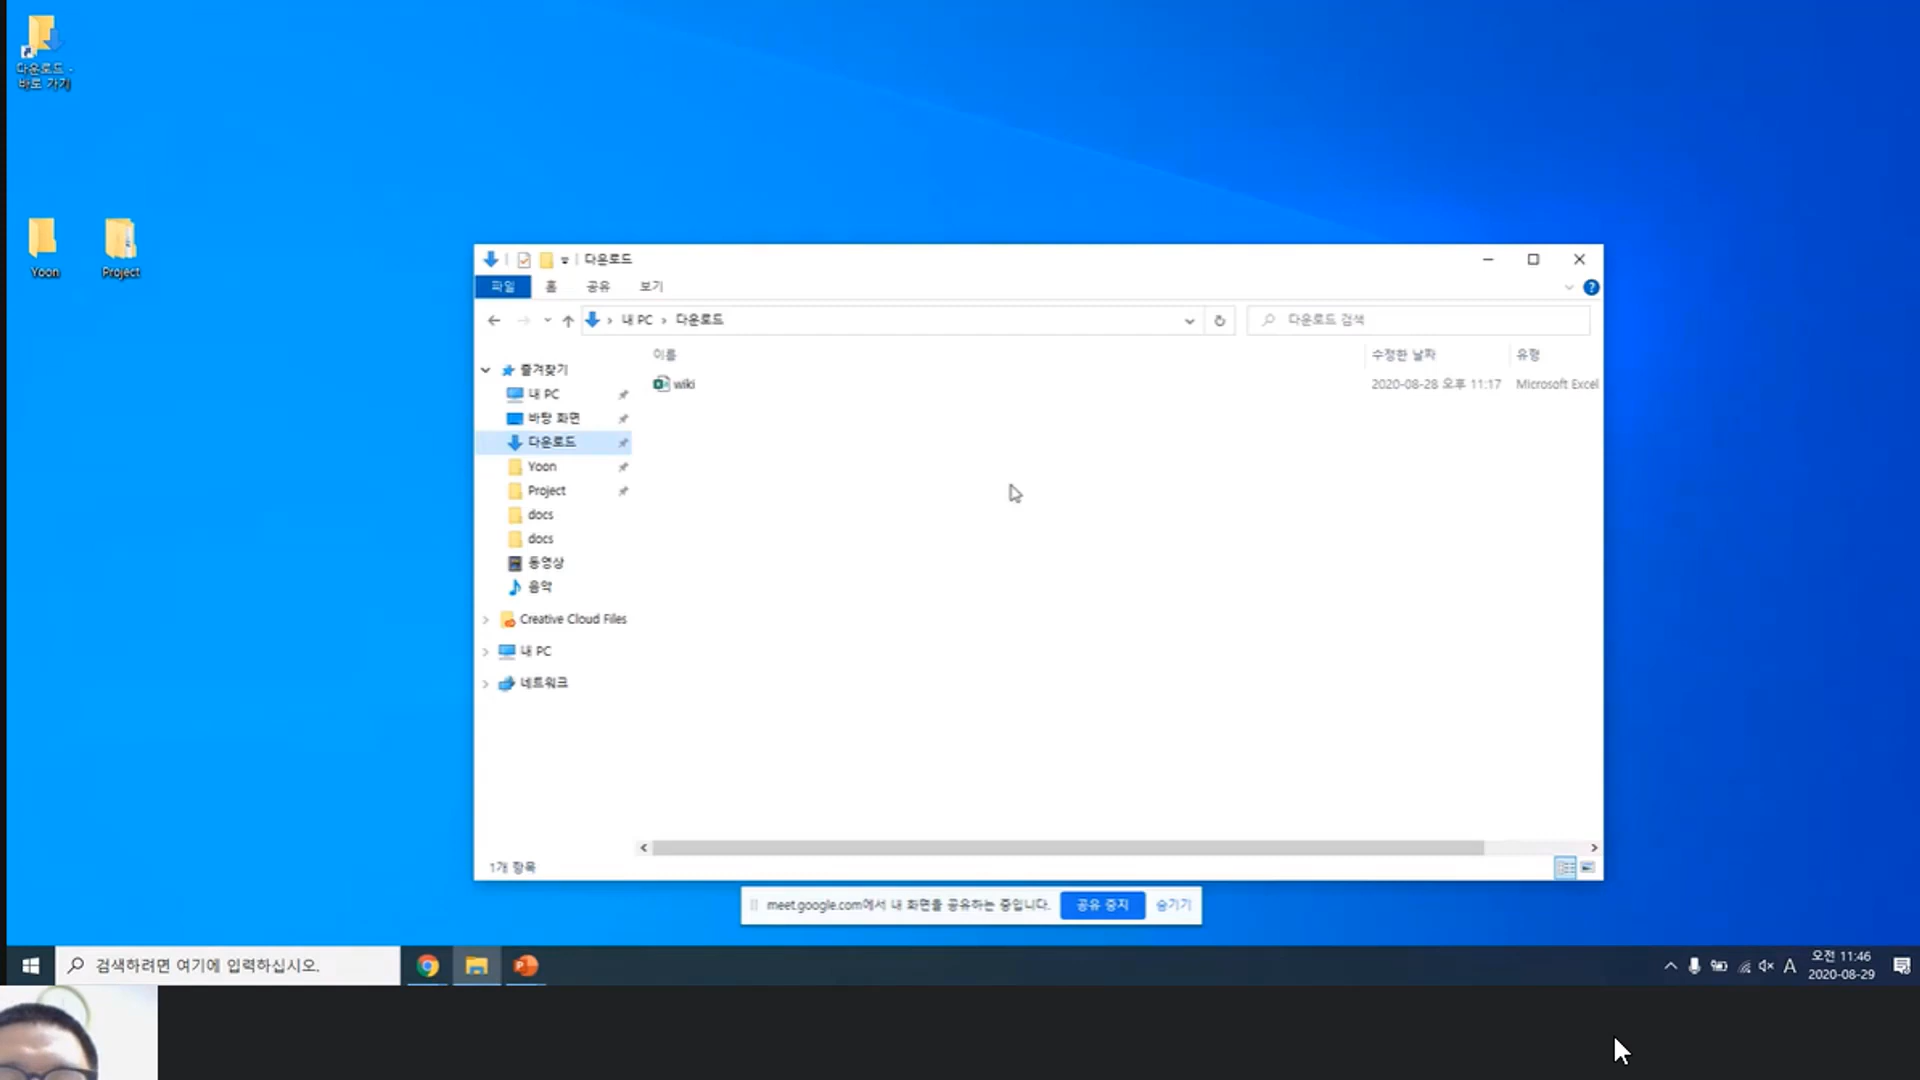 다운로드 -
바로 가기
Yoon
Project
다운로드
파일
홈
공유
보기
내 PC
다운로드
다운로드 검색
이름
수정한 날짜
유형
wiki
2020-08-28 오후 11:17
Microsoft Excel
즐겨찾기
내 PC
바탕 화면
다운로드
Yoon
Project
docs
docs
동영상
음악
Creative Cloud Files
내 PC
네트워크
1개 항목
meet.google.com에서 내 화면을 공유하는 중입니다.
공유 중지
숨기기
검색하려면 여기에 입력하십시오.
A
오전 11:46
2020-08-29